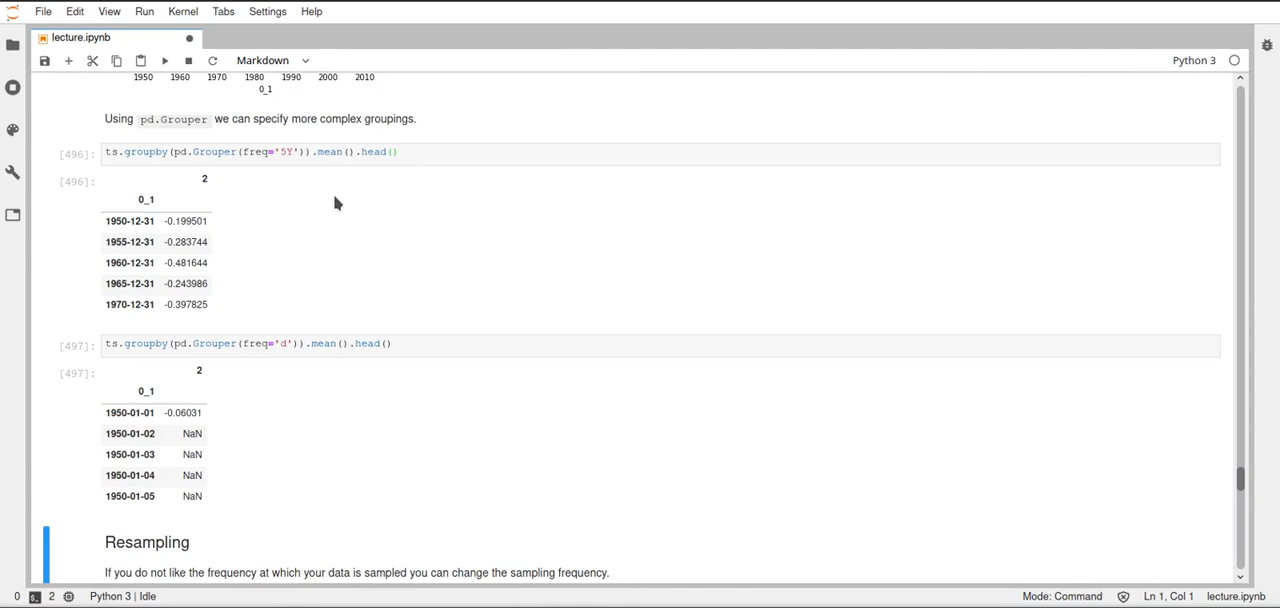 File Edit View Run Kernel Tabs Settings Help
lecture.ipynb
Markdown
Python 3
1950 1960 1970 1980 1990 2000 2010
0_1
Using pd.Grouper we can specify more complex groupings.
[496]: ts.groupby(pd.Grouper(freq='5Y')).mean().head()
[496]: 2
0_1
1950-12-31 -0.199501
1955-12-31 -0.283744
1960-12-31 -0.481644
1965-12-31 -0.243986
1970-12-31 -0.397825
[497]: ts.groupby(pd.Grouper(freq='d')).mean().head()
[497]: 2
0_1
1950-01-01 -0.06031
1950-01-02 NaN
1950-01-03 NaN
1950-01-04 NaN
1950-01-05 NaN
Resampling
If you do not like the frequency at which your data is sampled you can change the sampling frequency.
0 2 Python 3 | Idle Mode: Command Ln 1, Col 1 lecture.ipynb